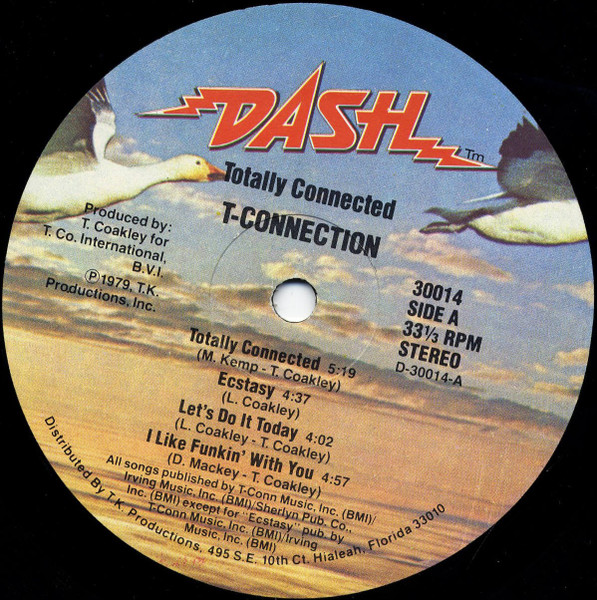 DASH
Tm
Totally Connected
T-CONNECTION
Produced by:
T. Coakley for
T. Co. International,
B.V.I.
Ⓟ1979, T.K.
Productions, Inc.
30014
SIDE A
33⅓ RPM
STEREO
D-30014-A
Totally Connected 5:19
(M. Kemp - T. Coakley)
Ecstasy 4:37
(L. Coakley)
Let's Do It Today 4:02
(L. Coakley - T. Coakley)
I Like Funkin' With You 4:57
(D. Mackey - T. Coakley)
All songs published by T-Conn Music, Inc. (BMI)/
Irving Music, Inc. (BMI)/Sherlyn Pub. Co.,
Inc. (BMI) except for "Ecstasy" pub. by
T-Conn Music, Inc. (BMI)/Irving
Music, Inc. (BMI)
Distributed By T.K. Productions, 495 S.E. 10th Ct. Hialeah, Florida 33010